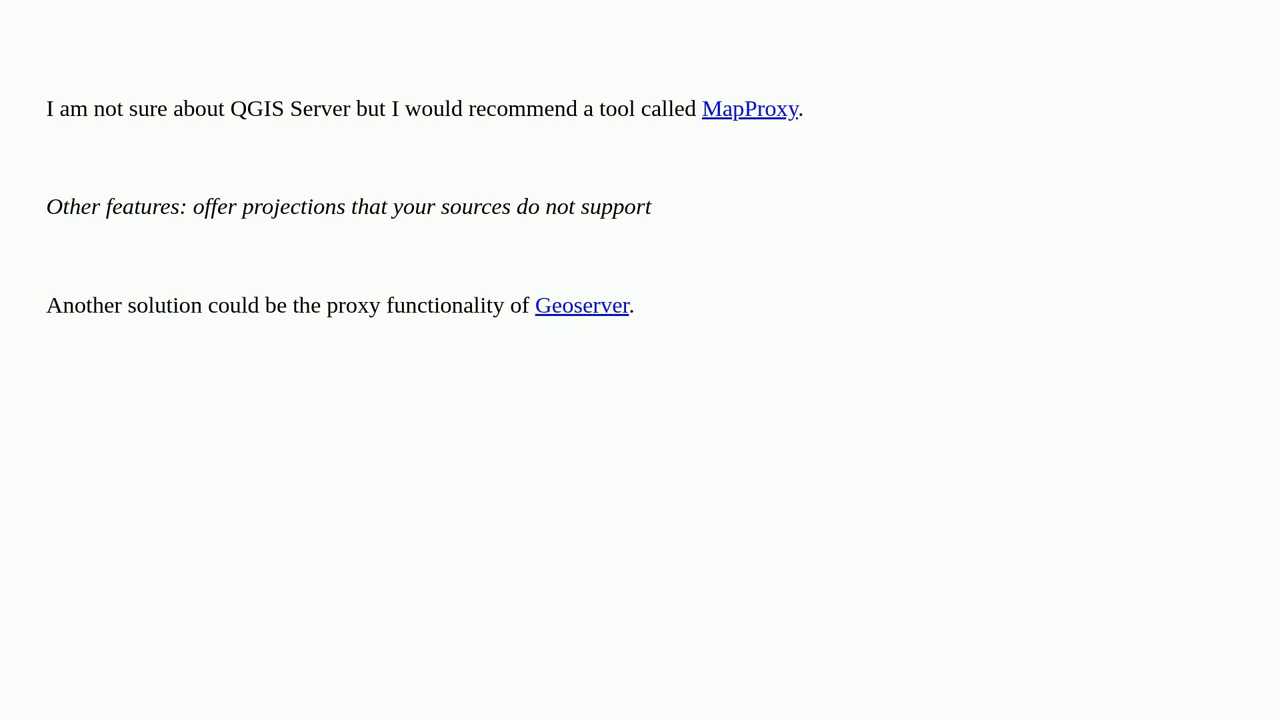 I am not sure about QGIS Server but I would recommend a tool called MapProxy.
Other features: offer projections that your sources do not support
Another solution could be the proxy functionality of Geoserver.